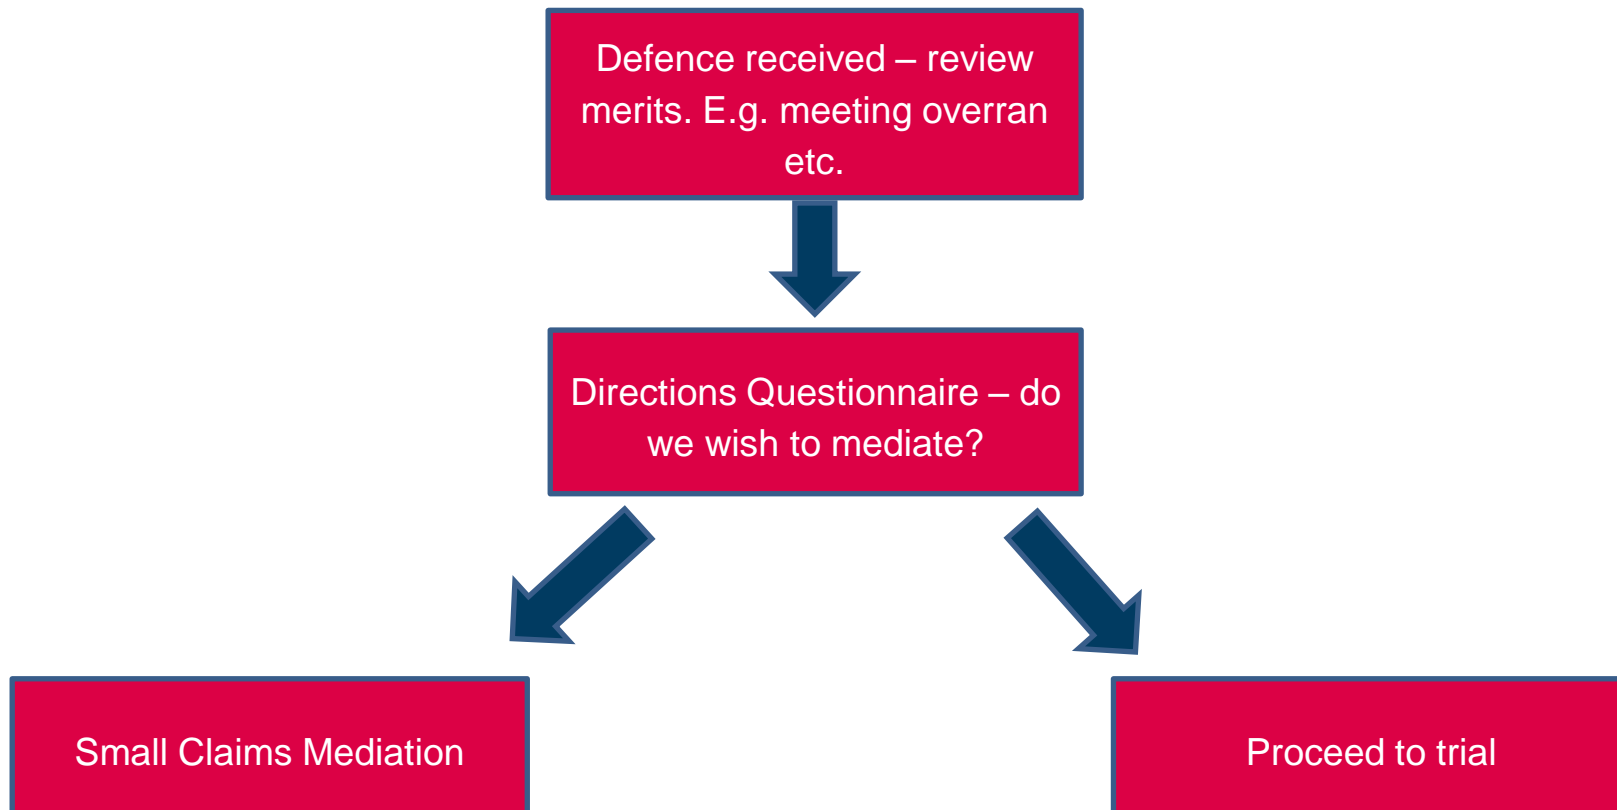 Defence received – review
merits. E.g. meeting overran
etc.
Directions Questionnaire – do
we wish to mediate?
Small Claims Mediation
Proceed to trial